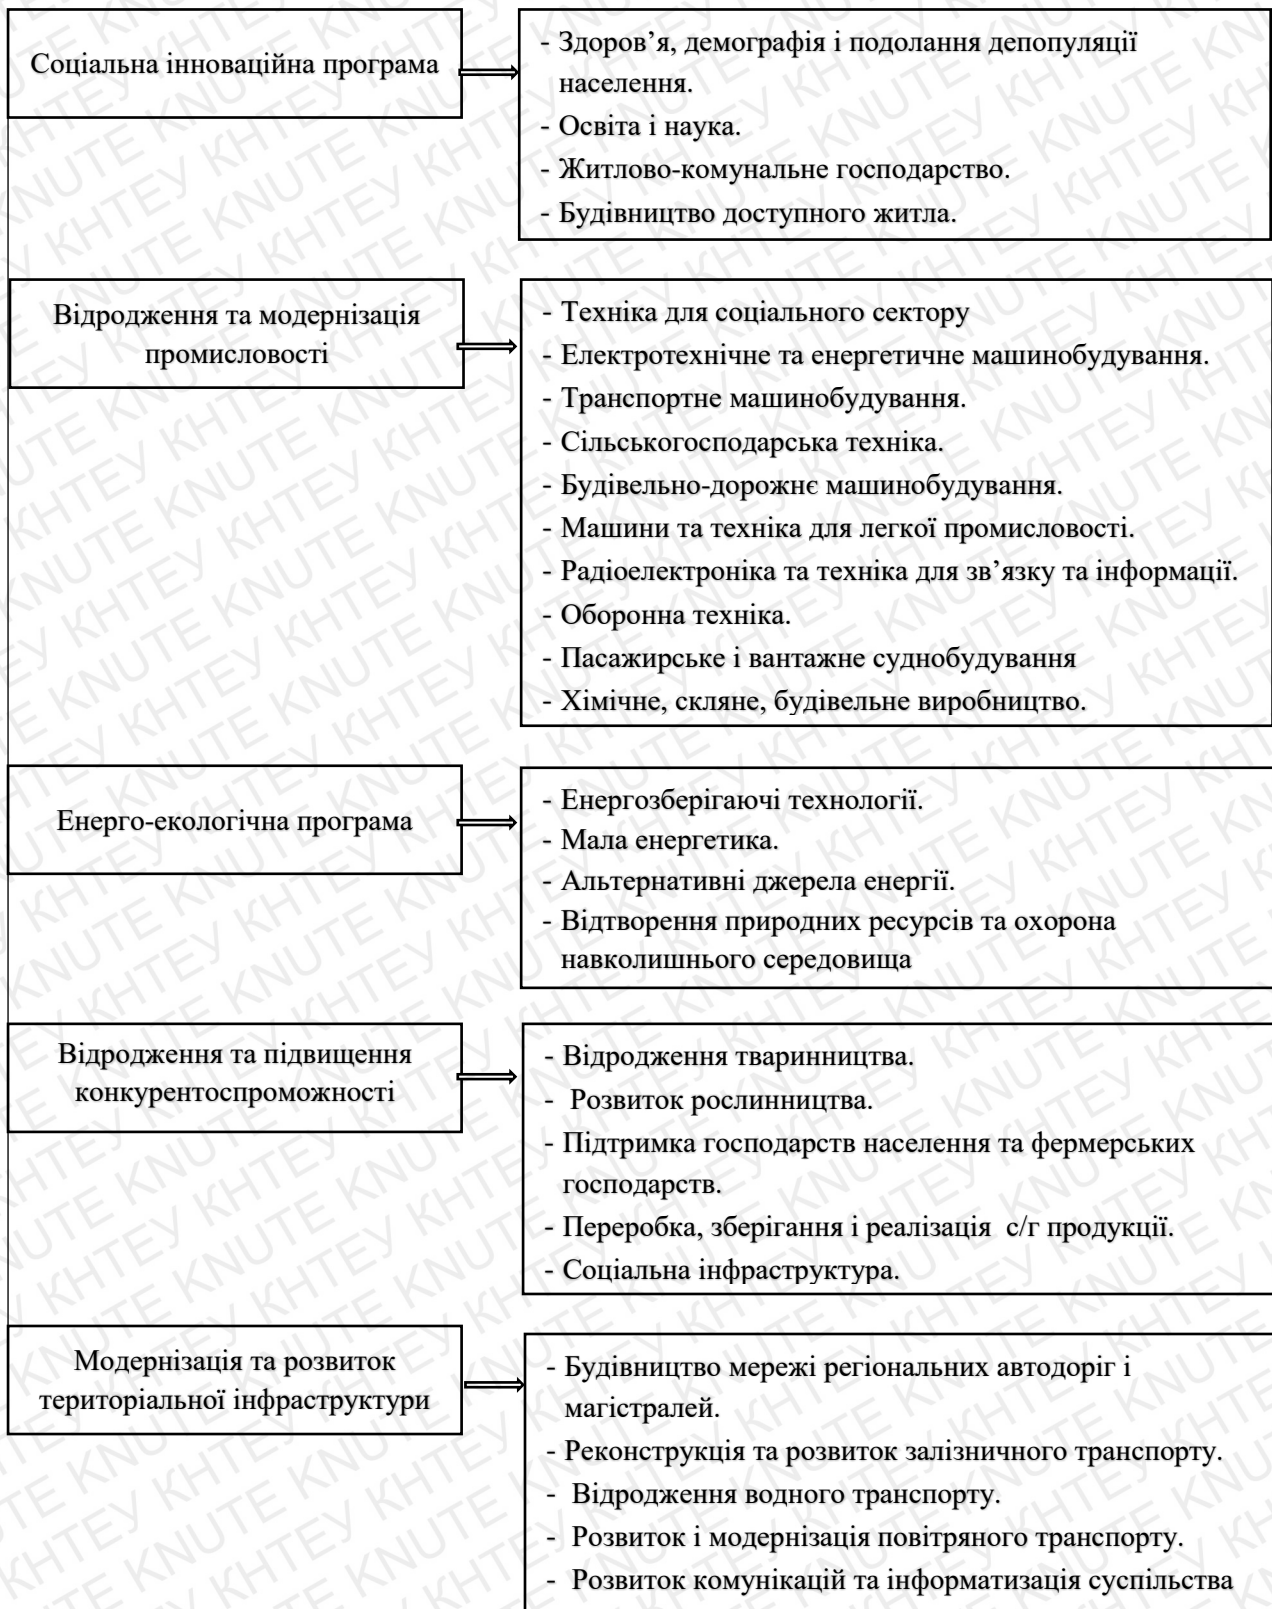 Соціальна інноваційна програма
- Здоров’я, демографія і подолання депопуляції
населення.
- Освіта і наука.
- Житлово-комунальне господарство.
- Будівництво доступного житла.
Відродження та модернізація
промисловості
- Техніка для соціального сектору
- Електротехнічне та енергетичне машинобудування.
- Транспортне машинобудування.
- Сільськогосподарська техніка.
- Будівельно-дорожнє машинобудування.
- Машини та техніка для легкої промисловості.
- Радіоелектроніка та техніка для зв’язку та інформації.
- Оборонна техніка.
- Пасажирське і вантажне суднобудування
- Хімічне, скляне, будівельне виробництво.
Енерго-екологічна програма
- Енергозберігаючі технології.
- Мала енергетика.
- Альтернативні джерела енергії.
- Відтворення природних ресурсів та охорона
навколишнього середовища
Відродження та підвищення
конкурентоспроможності
- Відродження тваринництва.
- Розвиток рослинництва.
- Підтримка господарств населення та фермерських
господарств.
- Переробка, зберігання і реалізація с/г продукції.
- Соціальна інфраструктура.
Модернізація та розвиток
територіальної інфраструктури
- Будівництво мережі регіональних автодоріг і
магістралей.
- Реконструкція та розвиток залізничного транспорту.
- Відродження водного транспорту.
- Розвиток і модернізація повітряного транспорту.
- Розвиток комунікацій та інформатизація суспільства